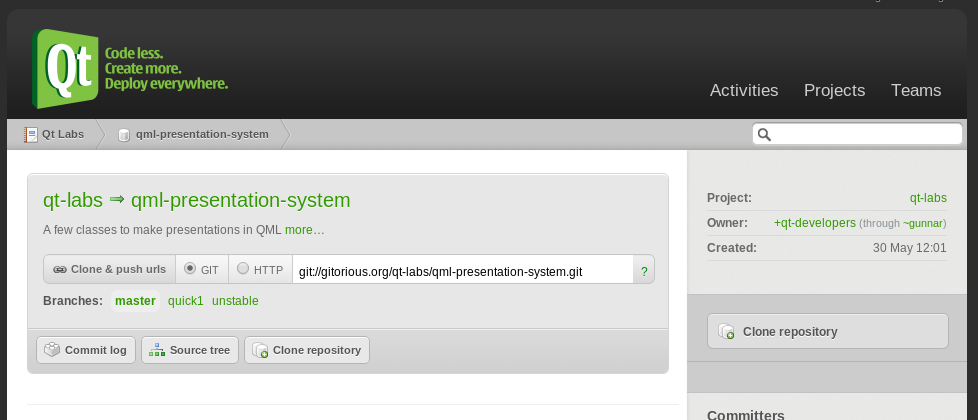 Qt
Code less.
Create more.
Deploy everywhere.
Activities Projects Teams
Qt Labs qml-presentation-system
qt-labs ⇒ qml-presentation-system
A few classes to make presentations in QML more…
Clone & push urls GIT HTTP git://gitorious.org/qt-labs/qml-presentation-system.git ?
Branches: master quick1 unstable
Commit log Source tree Clone repository
Project: qt-labs
Owner: +qt-developers (through ~gunnar)
Created: 30 May 12:01
Clone repository
Committers